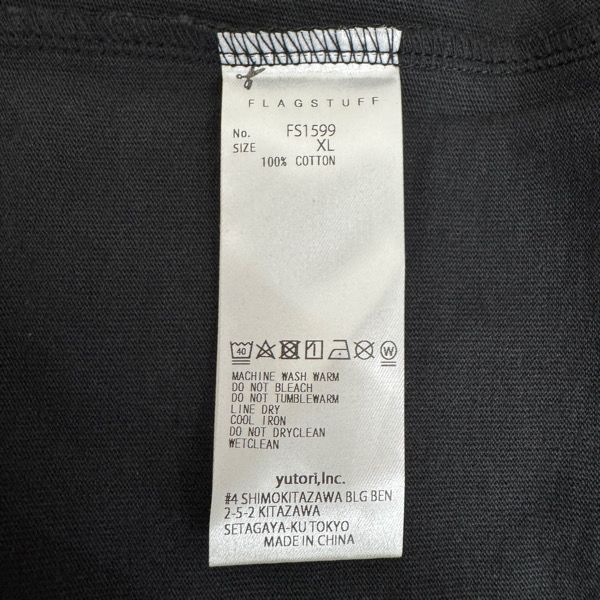 FLAGSTUFF
No. FS1599
SIZE XL
100% COTTON
40
W
MACHINE WASH WARM
DO NOT BLEACH
DO NOT TUMBLEWARM
LINE DRY
COOL IRON
DO NOT DRYCLEAN
WETCLEAN
yutori,Inc.
#4 SHIMOKITAZAWA BLG BEN
2-5-2 KITAZAWA
SETAGAYA-KU TOKYO
MADE IN CHINA